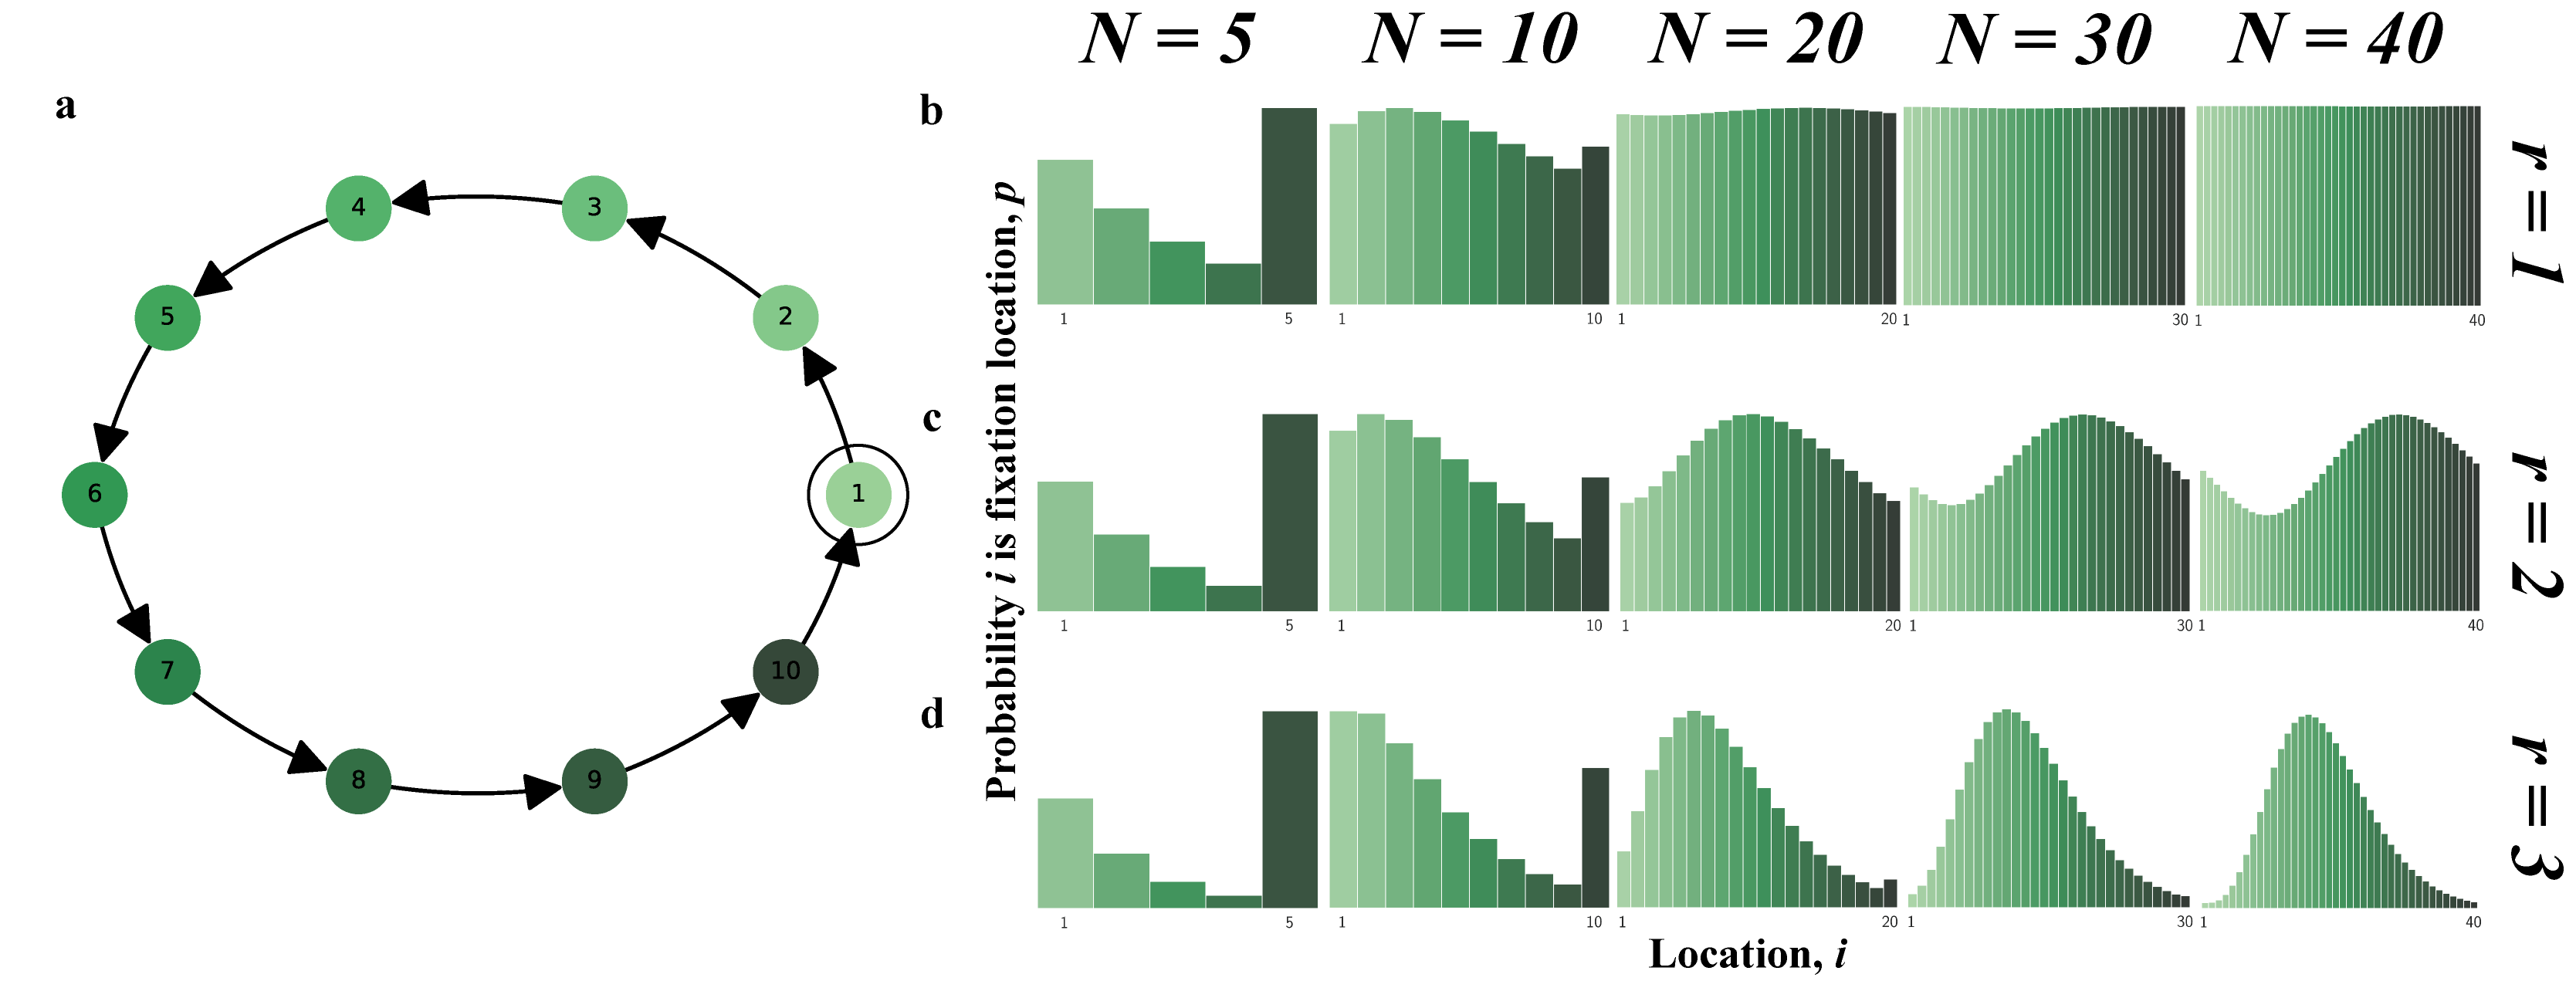 N = 5 N = 10 N = 20 N = 30 N = 40
a
4 3
5 2
6 1
7 10
8 9
b
r = 1
1 5 1 10 1 20 1 30 1 40
c
r = 2
1 5 1 10 1 20 1 30 1 40
d
r = 3
1 5 1 10 1 20 1 30 1 40
Probability i is fixation location, p
Location, i